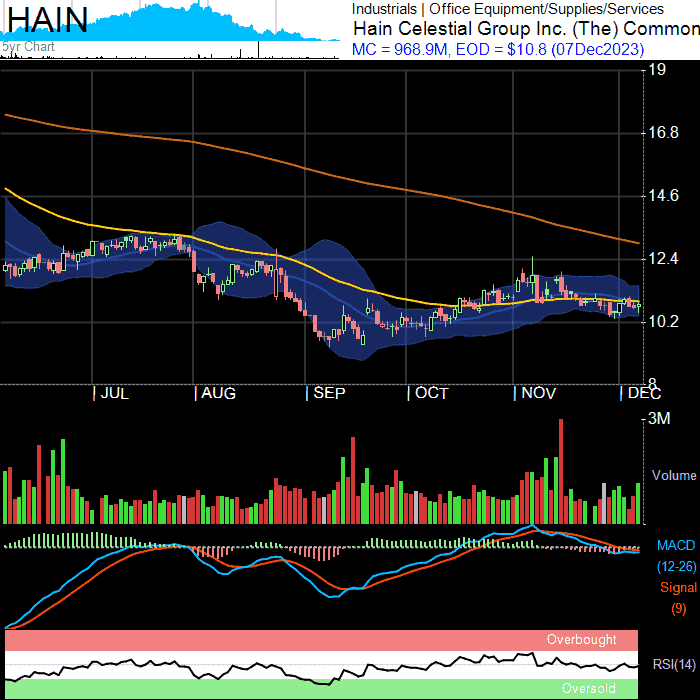 HAIN
5yr Chart
Industrials | Office Equipment/Supplies/Services
Hain Celestial Group Inc. (The) Common
MC = 968.9M, EOD = $10.8 (07Dec2023)
19
16.8
14.6
12.4
10.2
8
JUL
AUG
SEP
OCT
NOV
DEC
3M
Volume
MACD
(12-26)
Signal
(9)
Overbought
RSI(14)
Oversold